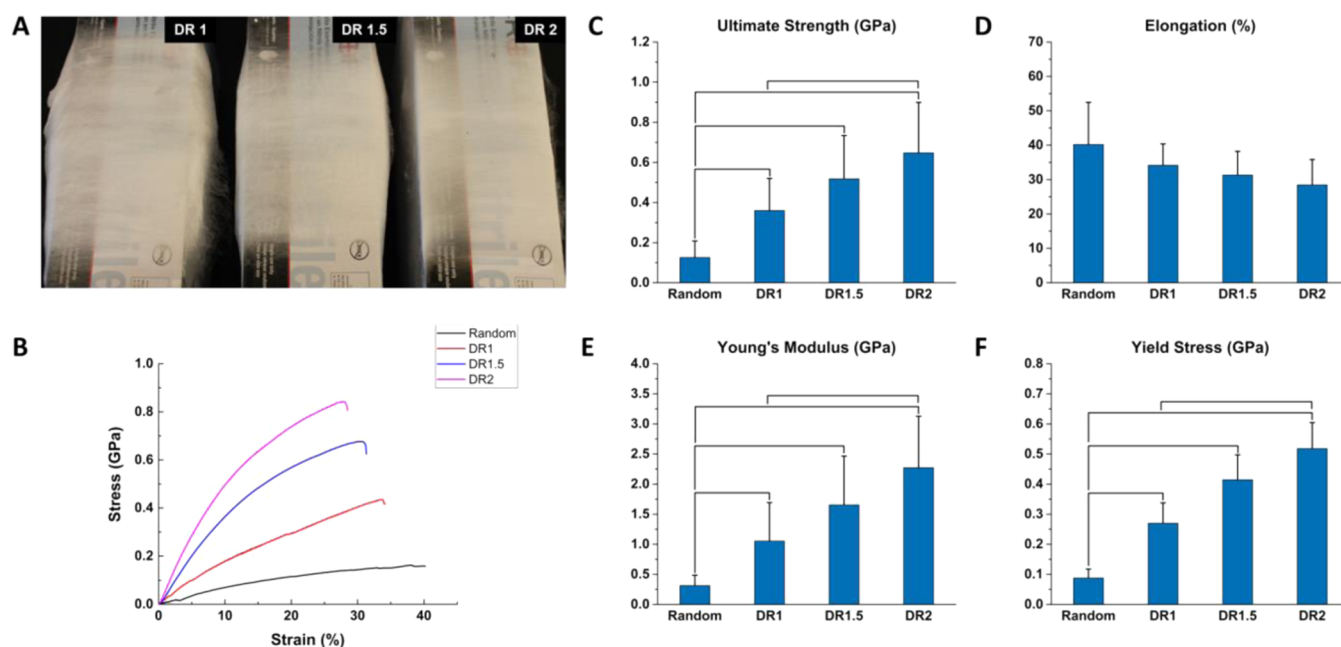 A
DR 1
DR 1.5
DR 2
trile
trile
trile
B
Random
DR1
DR1.5
DR2
1.0
0.8
0.6
0.4
0.2
0.0
0
10
20
30
40
Stress (GPa)
Strain (%)
C
Ultimate Strength (GPa)
1.2
1.0
0.8
0.6
0.4
0.2
0.0
Random DR1 DR1.5 DR2
D
Elongation (%)
70
60
50
40
30
20
10
0
Random DR1 DR1.5 DR2
E
Young's Modulus (GPa)
4.0
3.5
3.0
2.5
2.0
1.5
1.0
0.5
0.0
Random DR1 DR1.5 DR2
F
Yield Stress (GPa)
0.8
0.7
0.6
0.5
0.4
0.3
0.2
0.1
0.0
Random DR1 DR1.5 DR2